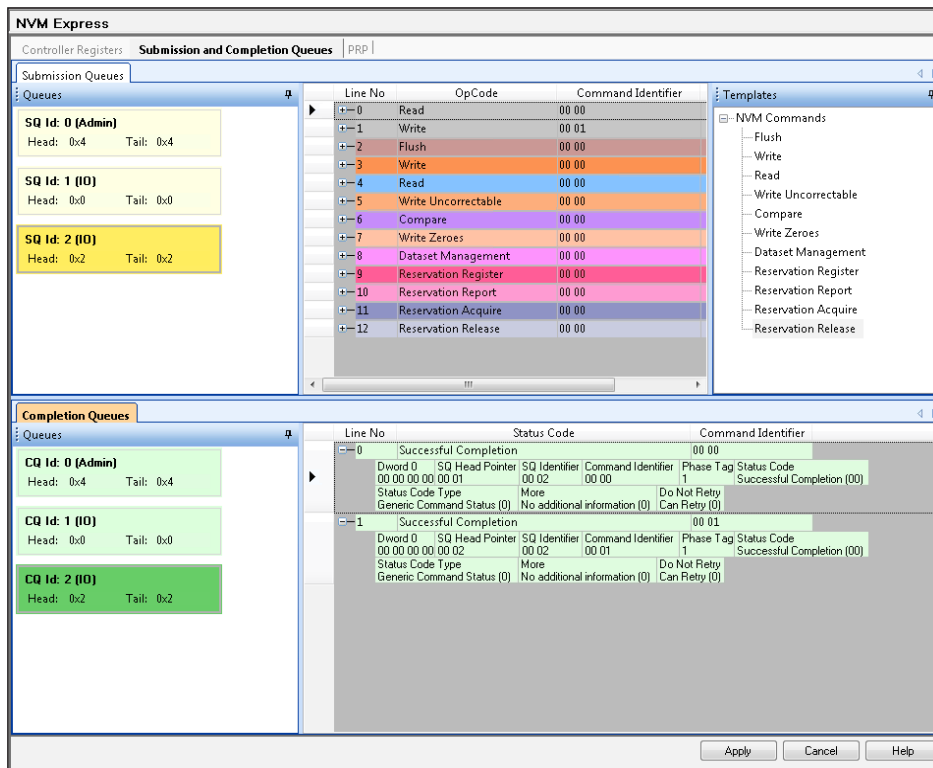 NVM Express
Controller Registers Submission and Completion Queues PRP
Submission Queues
Queues
SQ Id: 0 (Admin)
Head: 0x4 Tail: 0x4
SQ Id: 1 (IO)
Head: 0x0 Tail: 0x0
SQ Id: 2 (IO)
Head: 0x2 Tail: 0x2
Line No OpCode Command Identifier
0 Read 00 00
1 Write 00 01
2 Flush 00 00
3 Write 00 00
4 Read 00 00
5 Write Uncorrectable 00 00
6 Compare 00 00
7 Write Zeroes 00 00
8 Dataset Management 00 00
9 Reservation Register 00 00
10 Reservation Report 00 00
11 Reservation Acquire 00 00
12 Reservation Release 00 00
Templates
NVM Commands
Flush
Write
Read
Write Uncorrectable
Compare
Write Zeroes
Dataset Management
Reservation Register
Reservation Report
Reservation Acquire
Reservation Release
Completion Queues
Queues
CQ Id: 0 (Admin)
Head: 0x4 Tail: 0x4
CQ Id: 1 (IO)
Head: 0x0 Tail: 0x0
CQ Id: 2 (IO)
Head: 0x2 Tail: 0x2
Line No Status Code Command Identifier
0 Successful Completion 00 00
Dword 0 SQ Head Pointer SQ Identifier Command Identifier Phase Tag Status Code
00 00 00 00 00 01 00 02 00 00 1 Successful Completion (00)
Status Code Type More Do Not Retry
Generic Command Status (0) No additional information (0) Can Retry (0)
1 Successful Completion 00 01
Dword 0 SQ Head Pointer SQ Identifier Command Identifier Phase Tag Status Code
00 00 00 00 00 02 00 02 00 01 1 Successful Completion (00)
Status Code Type More Do Not Retry
Generic Command Status (0) No additional information (0) Can Retry (0)
Apply Cancel Help